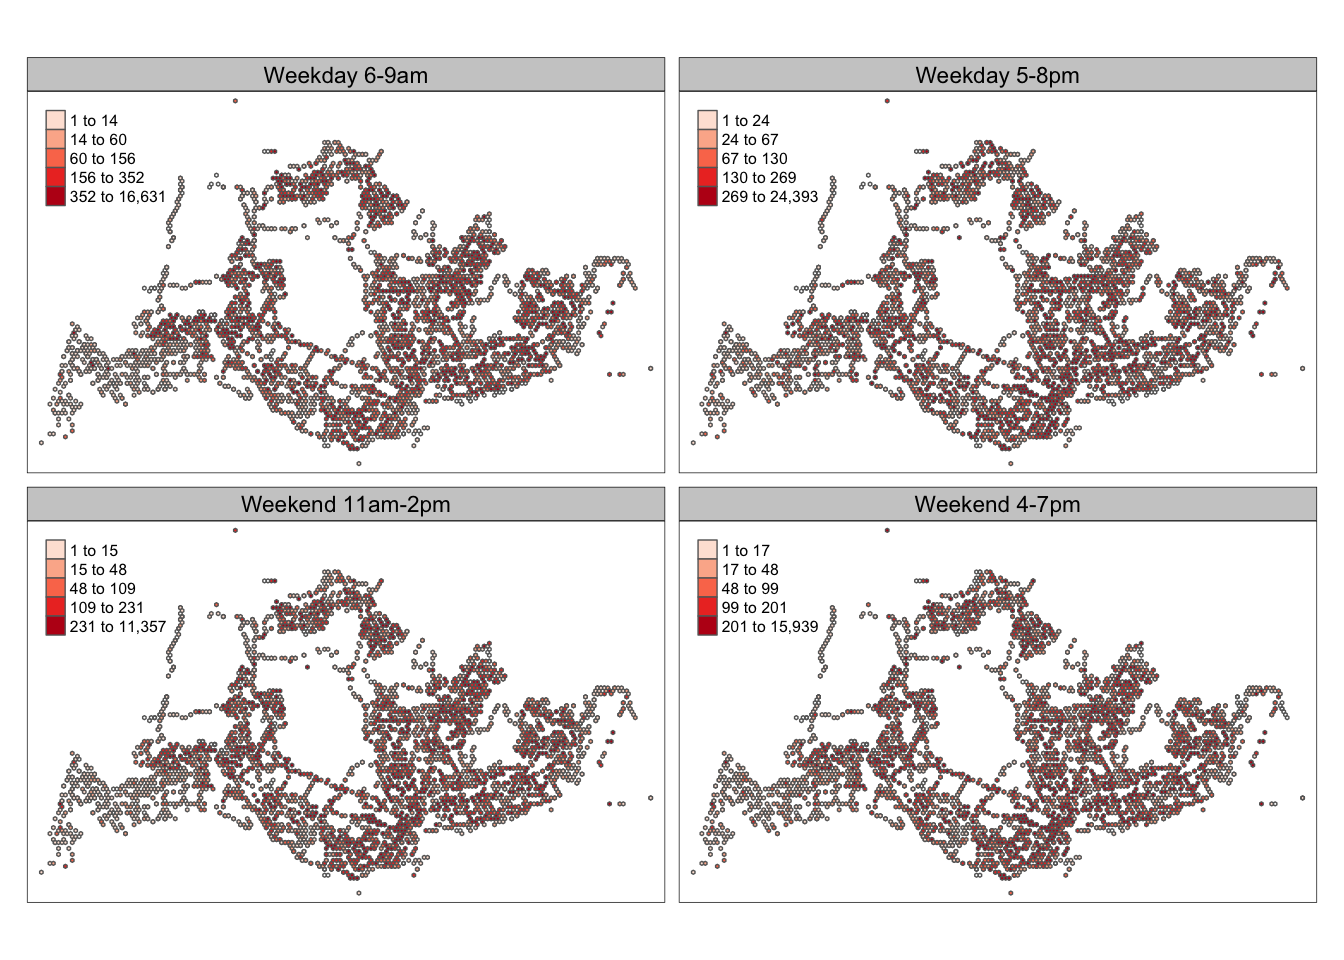 Weekday 6-9am
1 to 14
14 to 60
60 to 156
156 to 352
352 to 16,631
Weekday 5-8pm
1 to 24
24 to 67
67 to 130
130 to 269
269 to 24,393
Weekend 11am-2pm
1 to 15
15 to 48
48 to 109
109 to 231
231 to 11,357
Weekend 4-7pm
1 to 17
17 to 48
48 to 99
99 to 201
201 to 15,939